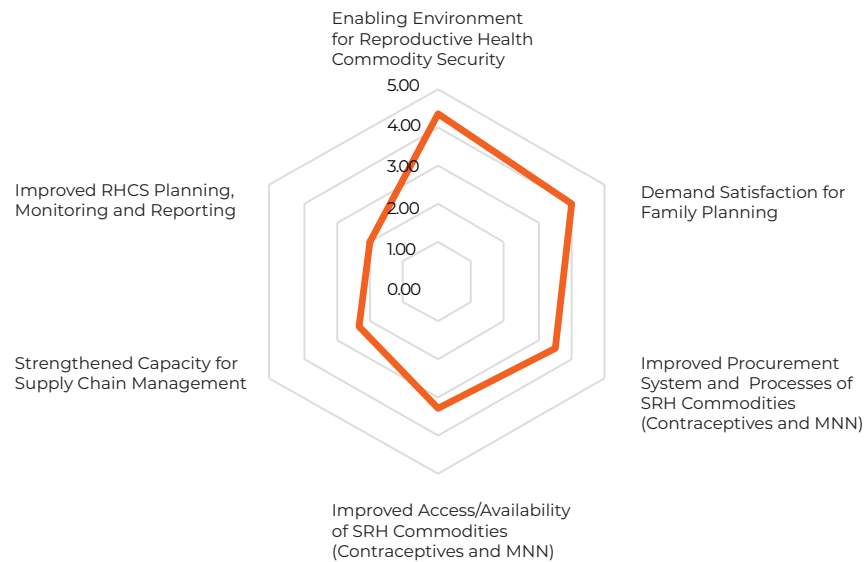 Enabling Environment
for Reproductive Health
Commodity Security
5.00
4.00
3.00
2.00
1.00
0.00
Demand Satisfaction for
Family Planning
Improved Procurement
System and  Processes of
SRH Commodities
(Contraceptives and MNN)
Improved Access/Availability
of SRH Commodities
(Contraceptives and MNN)
Strengthened Capacity for
Supply Chain Management
Improved RHCS Planning,
Monitoring and Reporting